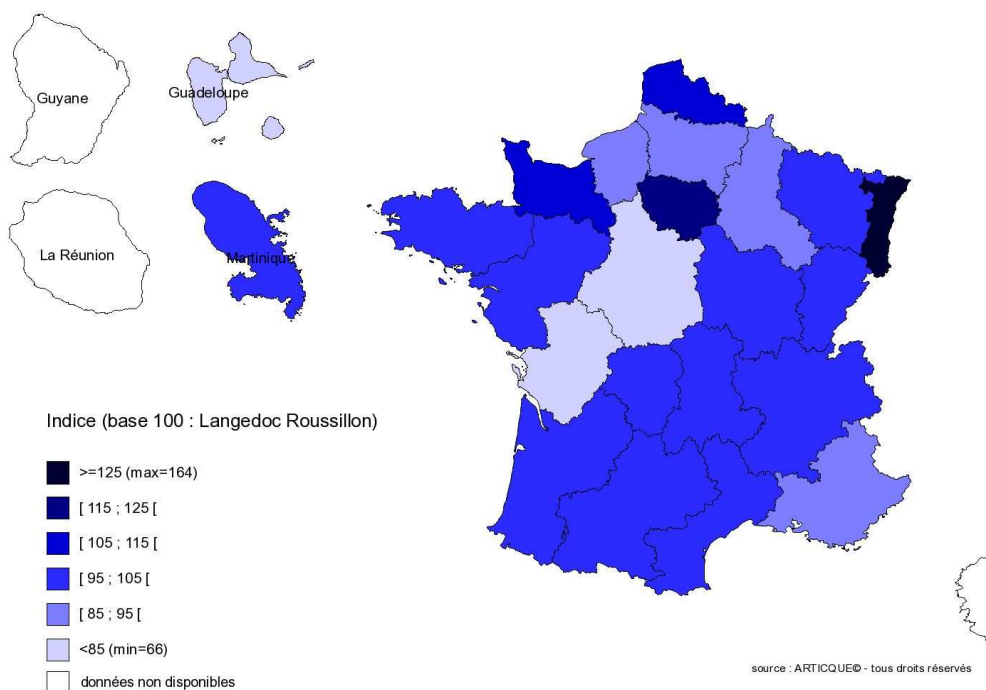 Guyane
Guadeloupe
La Réunion
Martinique
Indice (base 100 : Langedoc Roussillon)
>=125 (max=164)
[ 115 ; 125 [
[ 105 ; 115 [
[ 95 ; 105 [
[ 85 ; 95 [
<85 (min=66)
données non disponibles
source : ARTICQUE© - tous droits réservés